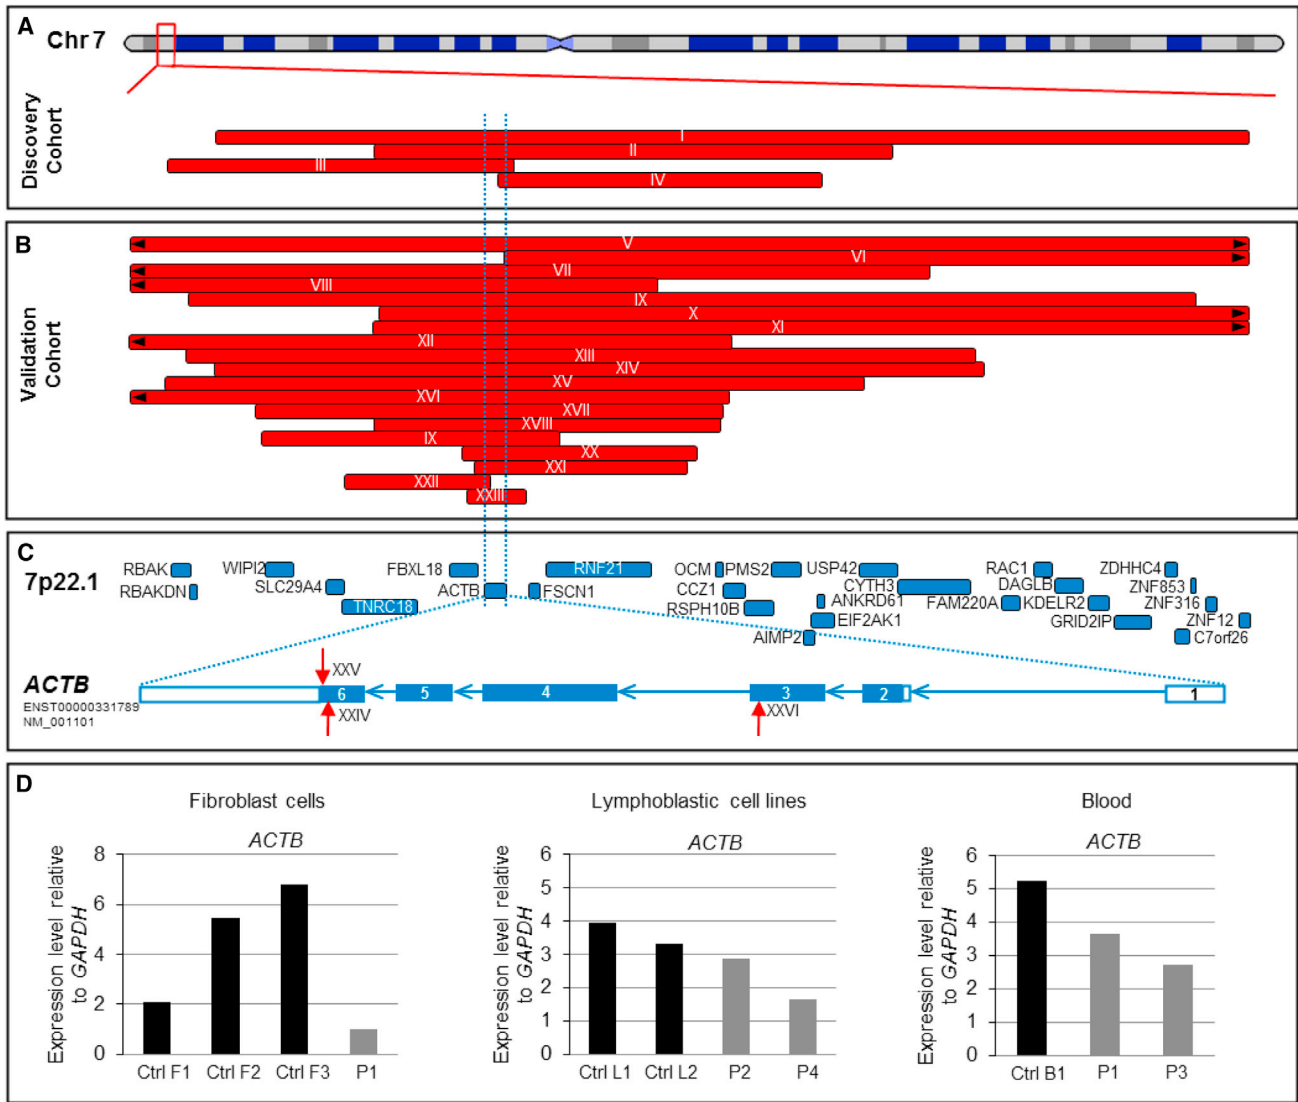 A
Chr 7
Discovery
Cohort
I
II
III
IV
B
Validation
Cohort
V
VI
VII
VIII
IX
X
XI
XII
XIII
XIV
XV
XVI
XVII
XVIII
IX
XX
XXI
XXII
XXIII
C
7p22.1
RBAK
RBAKDN
WIPI2
SLC29A4
TNRC18
FBXL18
ACTB
FSCN1
RNF21
OCM
PMS2
CCZ1
RSPH10B
AIMP2
USP42
CYTH3
ANKRD61
EIF2AK1
FAM220A
RAC1
DAGLB
KDELR2
GRID2IP
ZDHHC4
ZNF853
ZNF316
ZNF12
C7orf26
ACTB
ENST00000331789
NM_001101
XXV
XXIV
XXVI
6
5
4
3
2
1
D
Fibroblast cells
ACTB
Expression level relative
to GAPDH
8
6
4
2
0
Ctrl F1
Ctrl F2
Ctrl F3
P1
Lymphoblastic cell lines
ACTB
Expression level relative
to GAPDH
6
5
4
3
2
1
0
Ctrl L1
Ctrl L2
P2
P4
Blood
ACTB
Expression level relative
to GAPDH
6
5
4
3
2
1
0
Ctrl B1
P1
P3